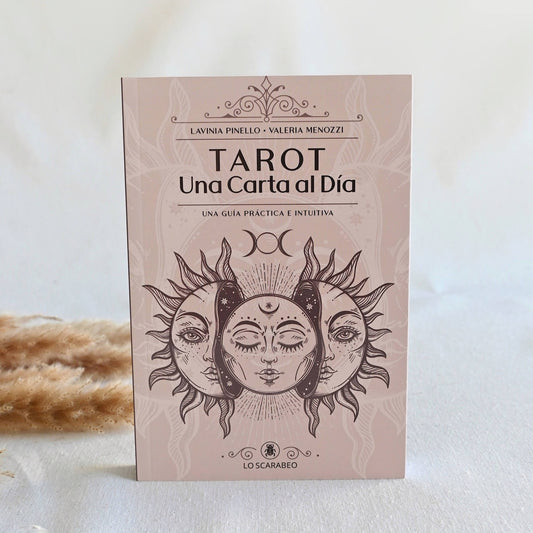 LAVINIA PINELLO • VALERIA MENOZZI
TAROT
Una Carta al Día
UNA GUÍA PRÁCTICA E INTUITIVA
LO SCARABEO